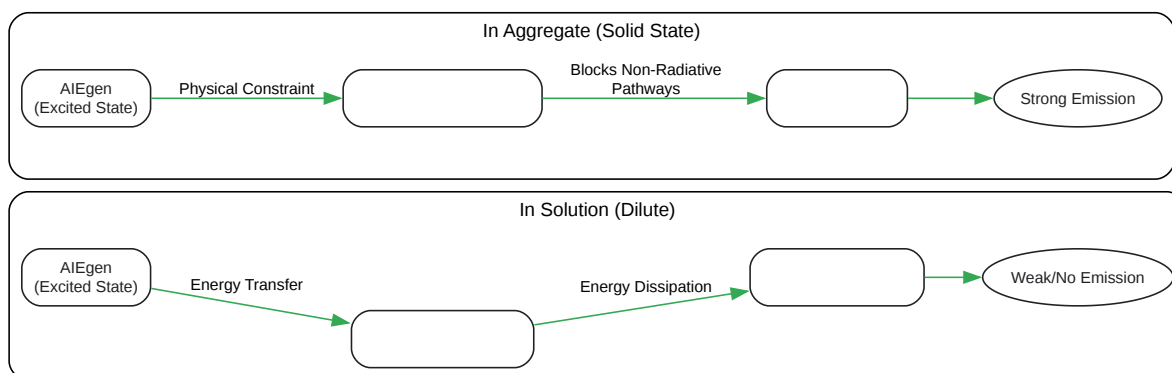 In Aggregate (Solid State)
AIEgen
(Excited State)
Physical Constraint
Blocks Non-Radiative
Pathways
Strong Emission
In Solution (Dilute)
AIEgen
(Excited State)
Energy Transfer
Energy Dissipation
Weak/No Emission